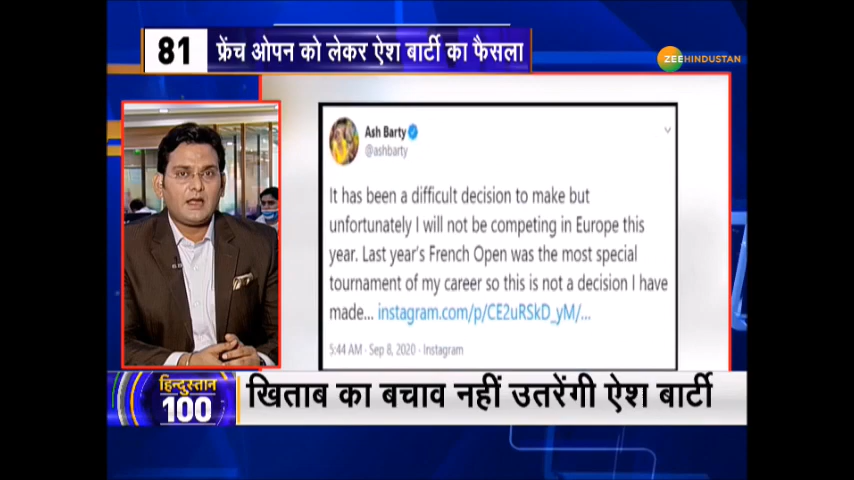 81
फ्रेंच ओपन को लेकर ऐश बार्टी का फैसला
ZEE HINDUSTAN
Ash Barty
@ashbarty
It has been a difficult decision to make but
unfortunately I will not be competing in Europe this
year. Last year's French Open was the most special
tournament of my career so this is not a decision I have
made... instagram.com/p/CE2uRSkD_yM/...
5:44 AM · Sep 8, 2020 · Instagram
हिन्दुस्तान
100
खिताब का बचाव नहीं उतरेंगी ऐश बार्टी